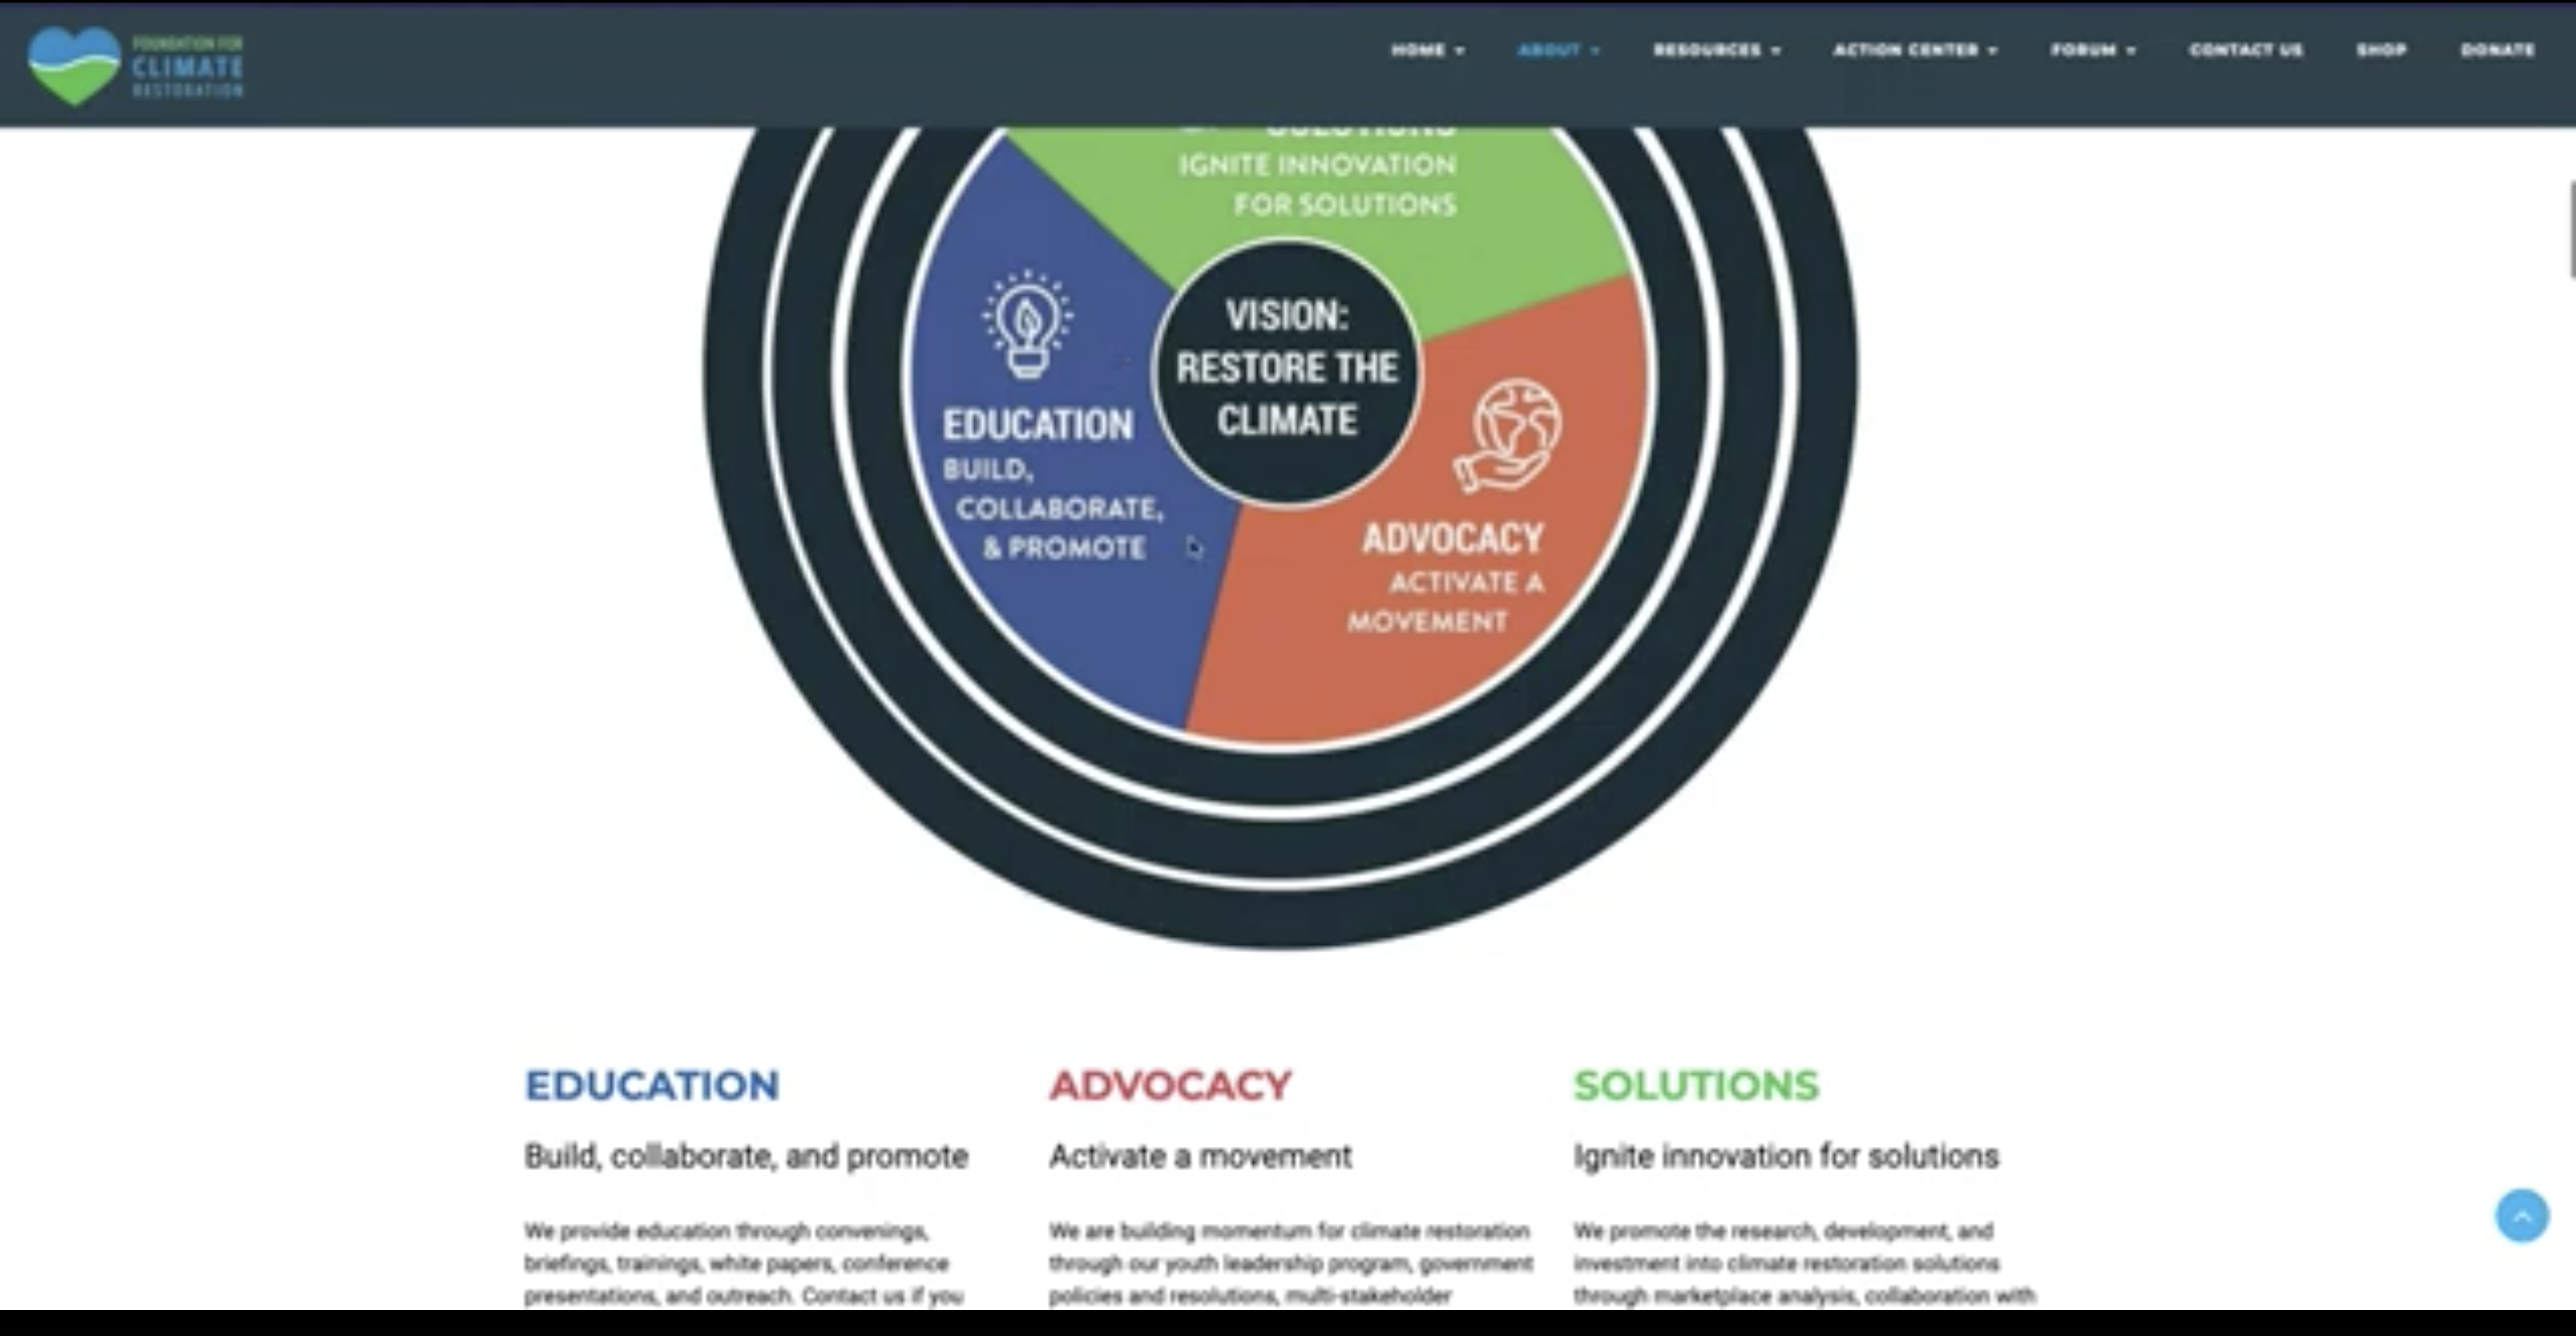 FOUNDATION FOR
CLIMATE
RESTORATION
HOME
ABOUT
RESOURCES
ACTION CENTER
FORUM
CONTACT US
SHOP
DONATE
SOLUTIONS
IGNITE INNOVATION
FOR SOLUTIONS
VISION:
RESTORE THE
CLIMATE
EDUCATION
BUILD,
COLLABORATE,
& PROMOTE
ADVOCACY
ACTIVATE A
MOVEMENT
EDUCATION
Build, collaborate, and promote
We provide education through convenings,
briefings, trainings, white papers, conference
presentations, and outreach. Contact us if you
ADVOCACY
Activate a movement
We are building momentum for climate restoration
through our youth leadership program, government
policies and resolutions, multi-stakeholder
SOLUTIONS
Ignite innovation for solutions
We promote the research, development, and
investment into climate restoration solutions
through marketplace analysis, collaboration with